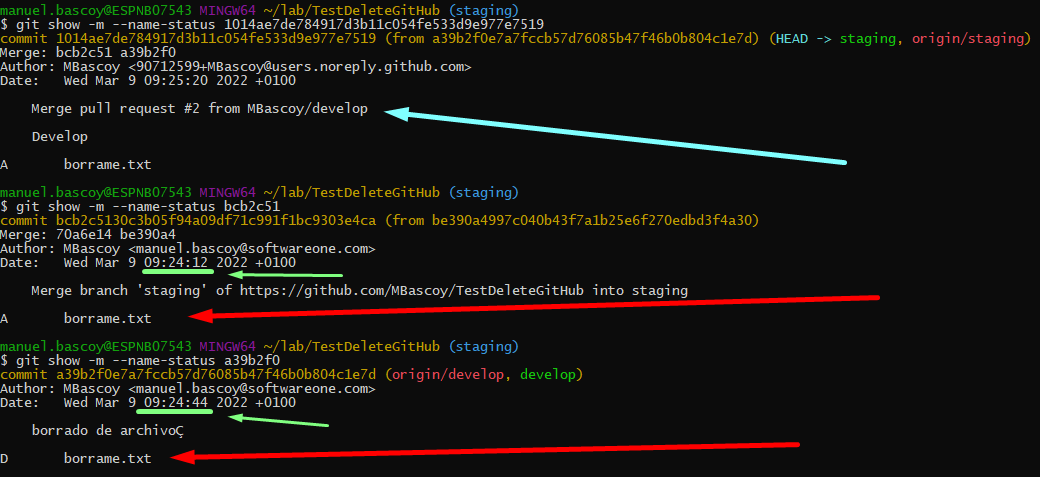 manuel.bascoy@ESPNB07543 MINGW64 ~/lab/TestDeleteGitHub (staging)
$ git show -m --name-status 1014ae7de784917d3b11c054fe533d9e977e7519
commit 1014ae7de784917d3b11c054fe533d9e977e7519 (from a39b2f0e7a7fccb57d76085b47f46b0b804c1e7d) (HEAD -> staging, origin/staging)
Merge: bcb2c51 a39b2f0
Author: MBascoy <90712599+MBascoy@users.noreply.github.com>
Date:   Wed Mar 9 09:25:20 2022 +0100
Merge pull request #2 from MBascoy/develop
Develop
A       borrame.txt
manuel.bascoy@ESPNB07543 MINGW64 ~/lab/TestDeleteGitHub (staging)
$ git show -m --name-status bcb2c51
commit bcb2c5130c3b05f94a09df71c991f1bc9303e4ca (from be390a4997c040b43f7a1b25e6f270edbd3f4a30)
Merge: 70a6e14 be390a4
Author: MBascoy <manuel.bascoy@softwareone.com>
Date:   Wed Mar 9 09:24:12 2022 +0100
Merge branch 'staging' of https://github.com/MBascoy/TestDeleteGitHub into staging
A       borrame.txt
manuel.bascoy@ESPNB07543 MINGW64 ~/lab/TestDeleteGitHub (staging)
$ git show -m --name-status a39b2f0
commit a39b2f0e7a7fccb57d76085b47f46b0b804c1e7d (origin/develop, develop)
Author: MBascoy <manuel.bascoy@softwareone.com>
Date:   Wed Mar 9 09:24:44 2022 +0100
borrado de archivoÇ
D       borrame.txt